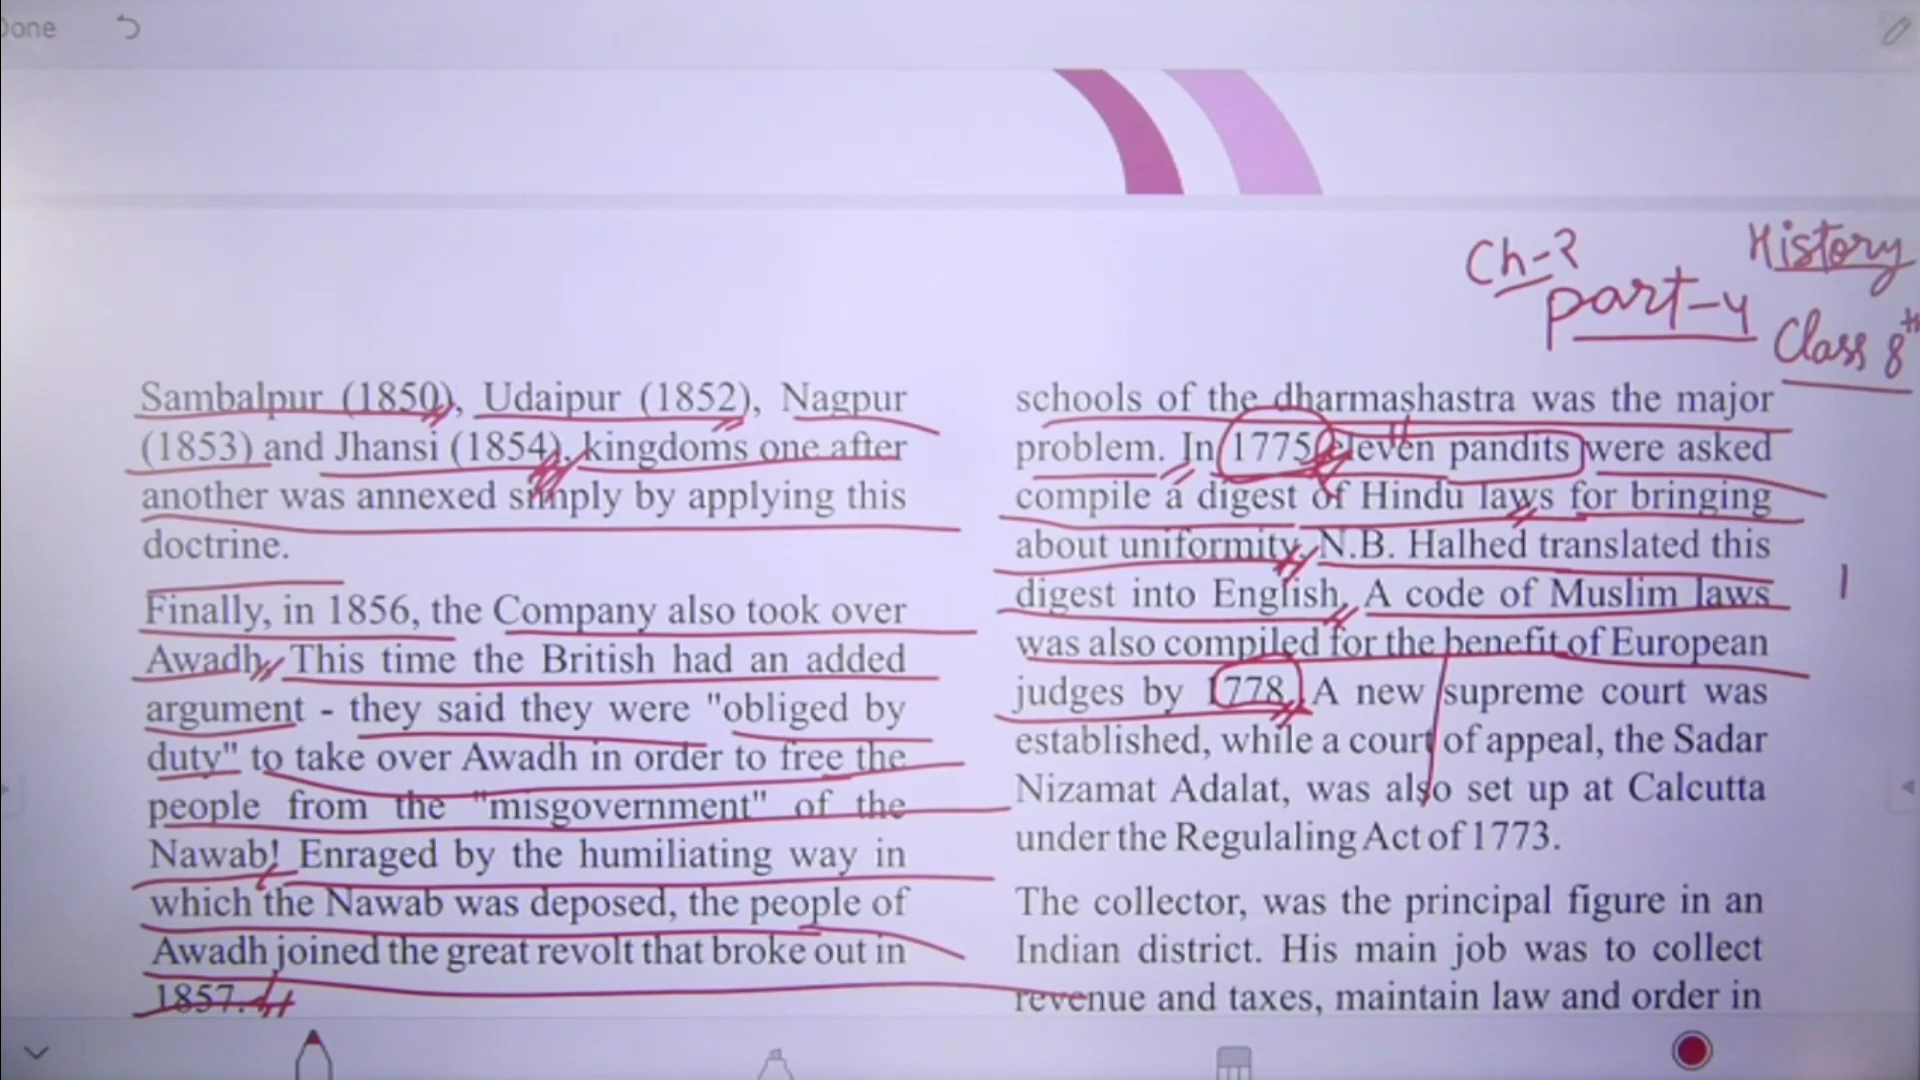 Done
Ch-2
History
part-4
Class 8th
Sambalpur (1850), Udaipur (1852), Nagpur
(1853) and Jhansi (1854), kingdoms one after
another was annexed simply by applying this
doctrine.
Finally, in 1856, the Company also took over
Awadh. This time the British had an added
argument - they said they were "obliged by
duty" to take over Awadh in order to free the
people from the "misgovernment" of the
Nawab! Enraged by the humiliating way in
which the Nawab was deposed, the people of
Awadh joined the great revolt that broke out in
1857.
schools of the dharmashastra was the major
problem. In 1775 eleven pandits were asked
compile a digest of Hindu laws for bringing
about uniformity. N.B. Halhed translated this
digest into English. A code of Muslim laws
was also compiled for the benefit of European
judges by 1778. A new supreme court was
established, while a court of appeal, the Sadar
Nizamat Adalat, was also set up at Calcutta
under the Regulaling Act of 1773.
The collector, was the principal figure in an
Indian district. His main job was to collect
revenue and taxes, maintain law and order in